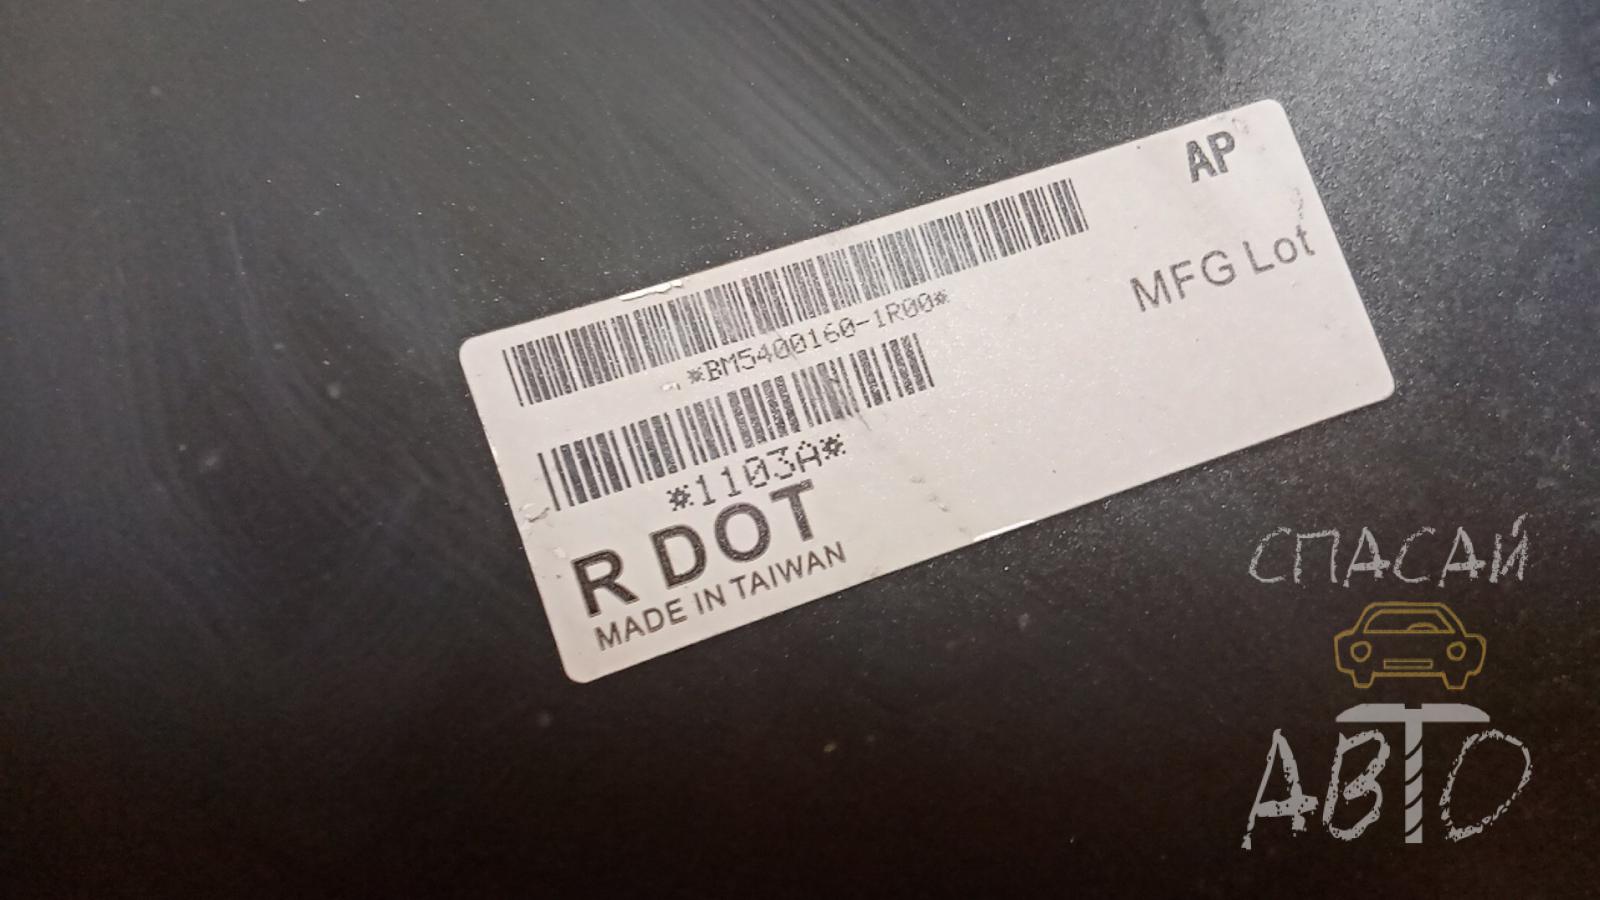 AP
*BM5400160-1R00*
MFG Lot
*1103A*
R DOT
MADE IN TAIWAN
СПАСАЙ
АВТО